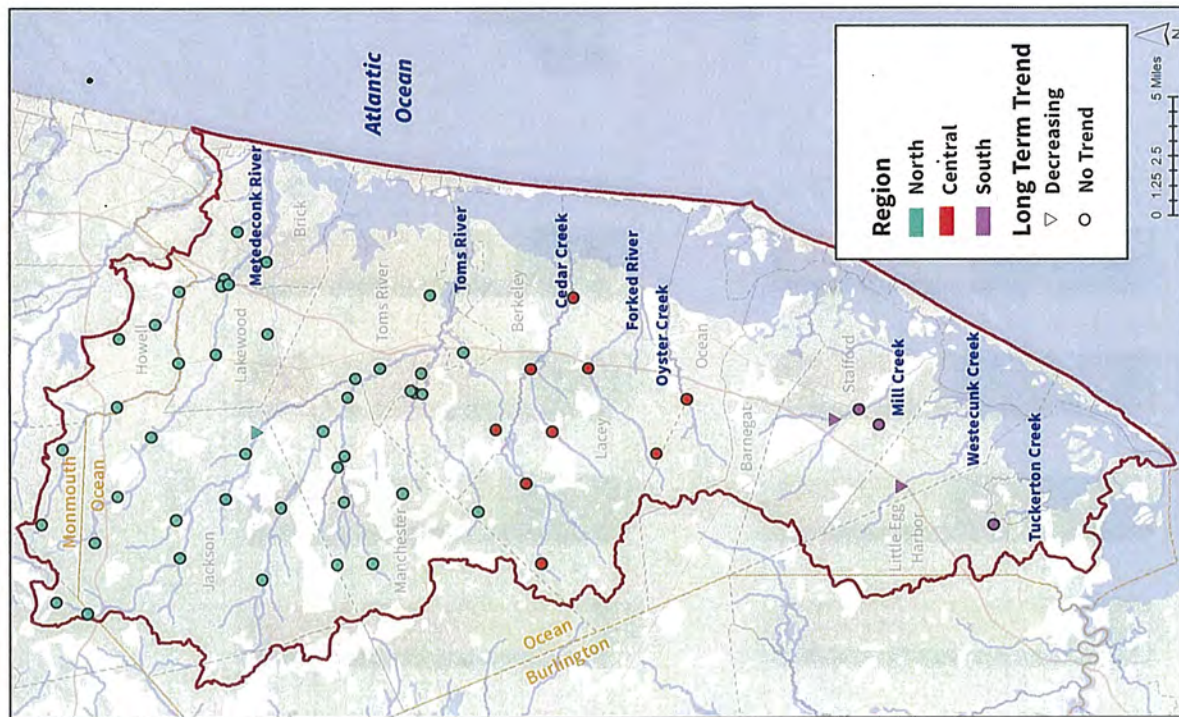 Atlantic
Ocean
Monmouth
Ocean
Howell
Metedeconk River
Brick
Lakewood
Jackson
Toms River
Toms River
Manchester
Berkeley
Cedar Creek
Forked River
Lacey
Oyster Creek
Ocean
Barnegat
Ocean
Burlington
Stafford
Mill Creek
Little Egg
Harbor
Westecunk Creek
Tuckerton Creek
Region
North
Central
South
Long Term Trend
Decreasing
No Trend
0 1.25 2.5 5 Miles
N